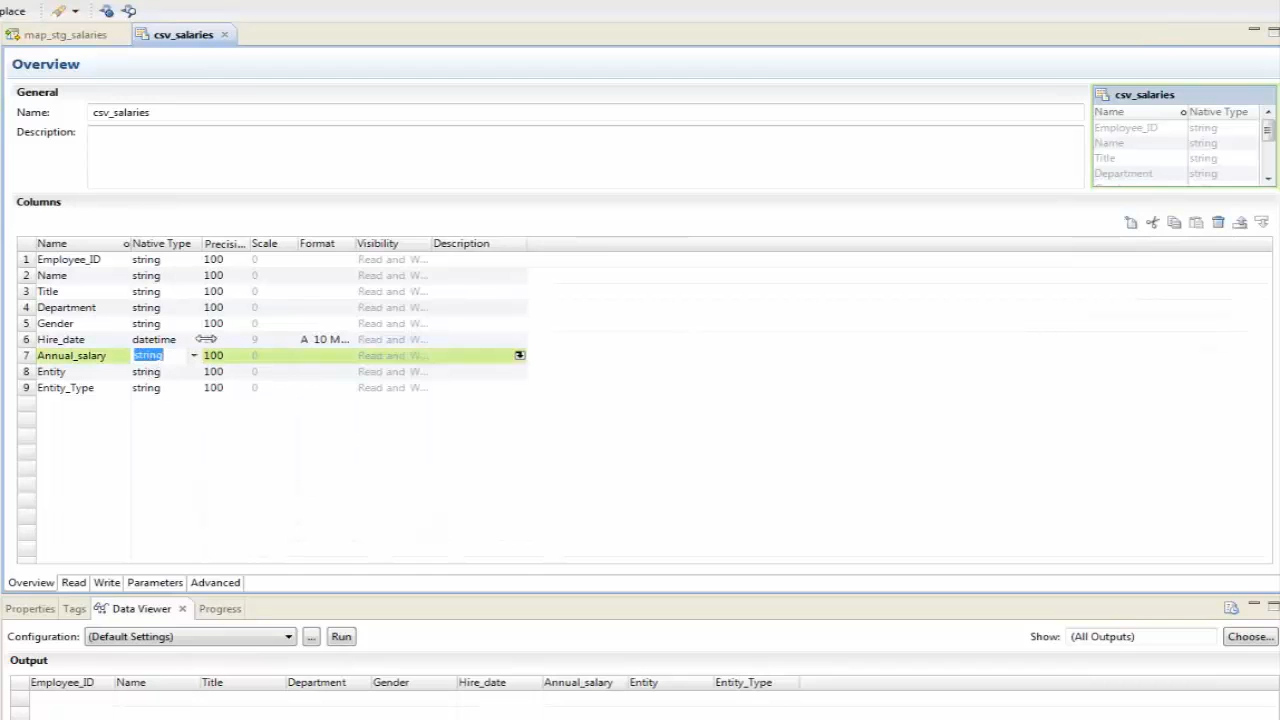 place
map_stg_salaries csv_salaries
Overview
General
Name: csv_salaries
Description:
csv_salaries
Name Native Type
Employee_ID string
Name string
Title string
Department string
Columns
Name Native Type Precisi... Scale Format Visibility Description
1 Employee_ID string 100 0 Read and W...
2 Name string 100 0 Read and W...
3 Title string 100 0 Read and W...
4 Department string 100 0 Read and W...
5 Gender string 100 0 Read and W...
6 Hire_date datetime 9 A 10 M... Read and W...
7 Annual_salary string 100 0 Read and W...
8 Entity string 100 0 Read and W...
9 Entity_Type string 100 0 Read and W...
Overview Read Write Parameters Advanced
Properties Tags Data Viewer Progress
Configuration: (Default Settings) ... Run Show: (All Outputs) Choose...
Output
Employee_ID Name Title Department Gender Hire_date Annual_salary Entity Entity_Type